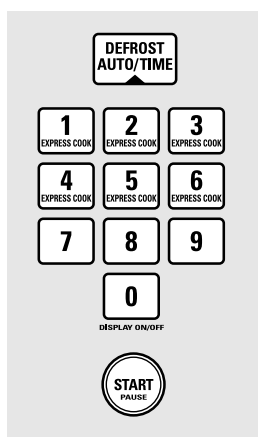 DEFROST
AUTO/TIME
1 2 3
EXPRESS COOK EXPRESS COOK EXPRESS COOK
4 5 6
EXPRESS COOK EXPRESS COOK EXPRESS COOK
7 8 9
0
DISPLAY ON/OFF
START
PAUSE